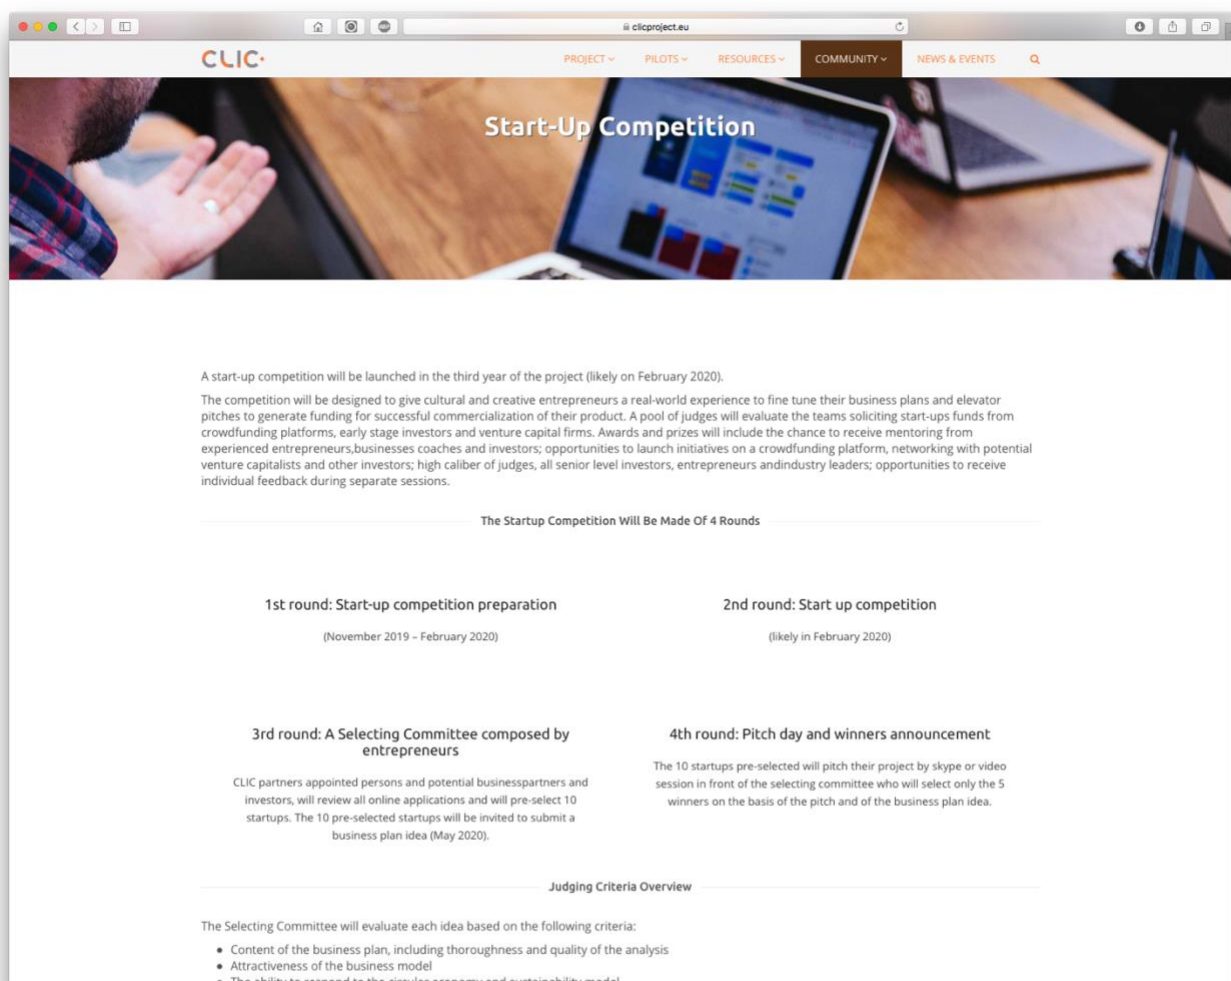 clicproject.eu
CLIC.
PROJECT
PILOTS
RESOURCES
COMMUNITY
NEWS & EVENTS
Start-Up Competition
A start-up competition will be launched in the third year of the project (likely on February 2020).
The competition will be designed to give cultural and creative entrepreneurs a real-world experience to fine tune their business plans and elevator
pitches to generate funding for successful commercialization of their product. A pool of judges will evaluate the teams soliciting start-ups funds from
crowdfunding platforms, early stage investors and venture capital firms. Awards and prizes will include the chance to receive mentoring from
experienced entrepreneurs,businesses coaches and investors; opportunities to launch initiatives on a crowdfunding platform, networking with potential
venture capitalists and other investors; high caliber of judges, all senior level investors, entrepreneurs andindustry leaders; opportunities to receive
individual feedback during separate sessions.
The Startup Competition Will Be Made Of 4 Rounds
1st round: Start-up competition preparation
(November 2019 – February 2020)
2nd round: Start up competition
(likely in February 2020)
3rd round: A Selecting Committee composed by
entrepreneurs
CLIC partners appointed persons and potential businesspartners and
investors, will review all online applications and will pre-select 10
startups. The 10 pre-selected startups will be invited to submit a
business plan idea (May 2020).
4th round: Pitch day and winners announcement
The 10 startups pre-selected will pitch their project by skype or video
session in front of the selecting committee who will select only the 5
winners on the basis of the pitch and of the business plan idea.
Judging Criteria Overview
The Selecting Committee will evaluate each idea based on the following criteria:
• Content of the business plan, including thoroughness and quality of the analysis
• Attractiveness of the business model
• The ability to respond to the circular economy and sustainability model